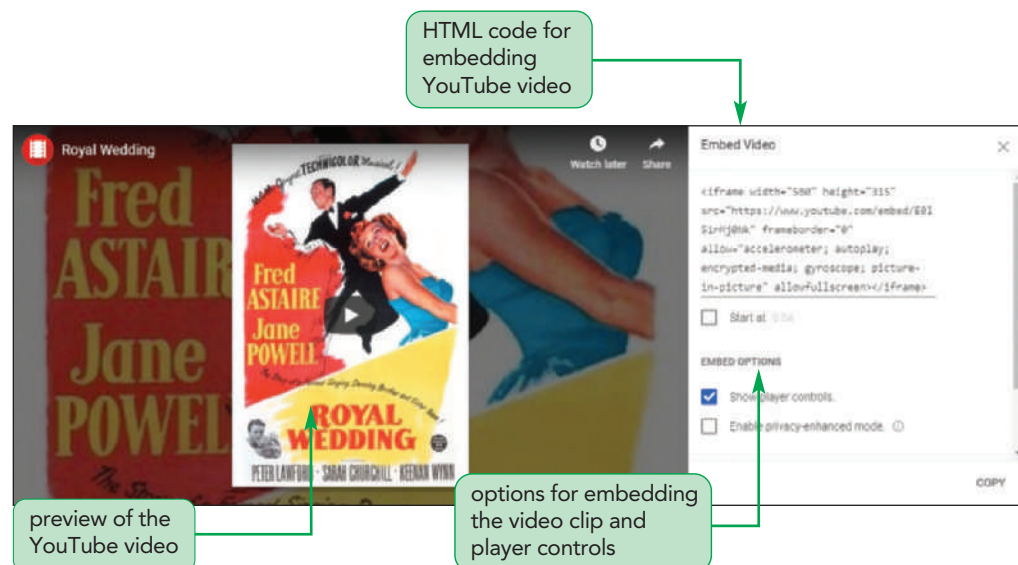 HTML code for
embedding
YouTube video
Royal Wedding
Watch later
Share
Fred
ASTAIRE
Jane
POWELL
TECHNICOLOR Musical!
Fred
ASTAIRE
Jane
POWELL
ROYAL
WEDDING
PETER LAWFORD · SARAH CHURCHILL · KEENAN WYNN
Embed Video
<iframe width="560" height="315"
src="https://www.youtube.com/embed/
frameborder="0"
allow="accelerometer; autoplay;
encrypted-media; gyroscope; picture-
in-picture" allowfullscreen></iframe>
Start at
EMBED OPTIONS
Show player controls.
Enable privacy-enhanced mode.
COPY
preview of the
YouTube video
options for embedding
the video clip and
player controls